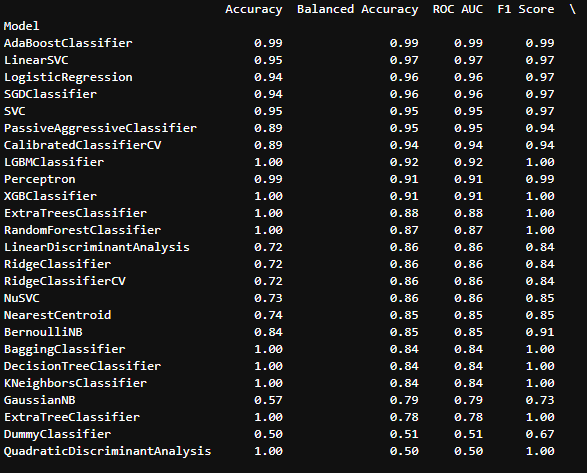 Accuracy Balanced Accuracy ROC AUC F1 Score \
Model
AdaBoostClassifier 0.99 0.99 0.99 0.99
LinearSVC 0.95 0.97 0.97 0.97
LogisticRegression 0.94 0.96 0.96 0.97
SGDClassifier 0.94 0.96 0.96 0.97
SVC 0.95 0.95 0.95 0.97
PassiveAggressiveClassifier 0.89 0.95 0.95 0.94
CalibratedClassifierCV 0.89 0.94 0.94 0.94
LGBMClassifier 1.00 0.92 0.92 1.00
Perceptron 0.99 0.91 0.91 0.99
XGBClassifier 1.00 0.91 0.91 1.00
ExtraTreesClassifier 1.00 0.88 0.88 1.00
RandomForestClassifier 1.00 0.87 0.87 1.00
LinearDiscriminantAnalysis 0.72 0.86 0.86 0.84
RidgeClassifier 0.72 0.86 0.86 0.84
RidgeClassifierCV 0.72 0.86 0.86 0.84
NuSVC 0.73 0.86 0.86 0.85
NearestCentroid 0.74 0.85 0.85 0.85
BernoulliNB 0.84 0.85 0.85 0.91
BaggingClassifier 1.00 0.84 0.84 1.00
DecisionTreeClassifier 1.00 0.84 0.84 1.00
KNeighborsClassifier 1.00 0.84 0.84 1.00
GaussianNB 0.57 0.79 0.79 0.73
ExtraTreeClassifier 1.00 0.78 0.78 1.00
DummyClassifier 0.50 0.51 0.51 0.67
QuadraticDiscriminantAnalysis 1.00 0.50 0.50 1.00